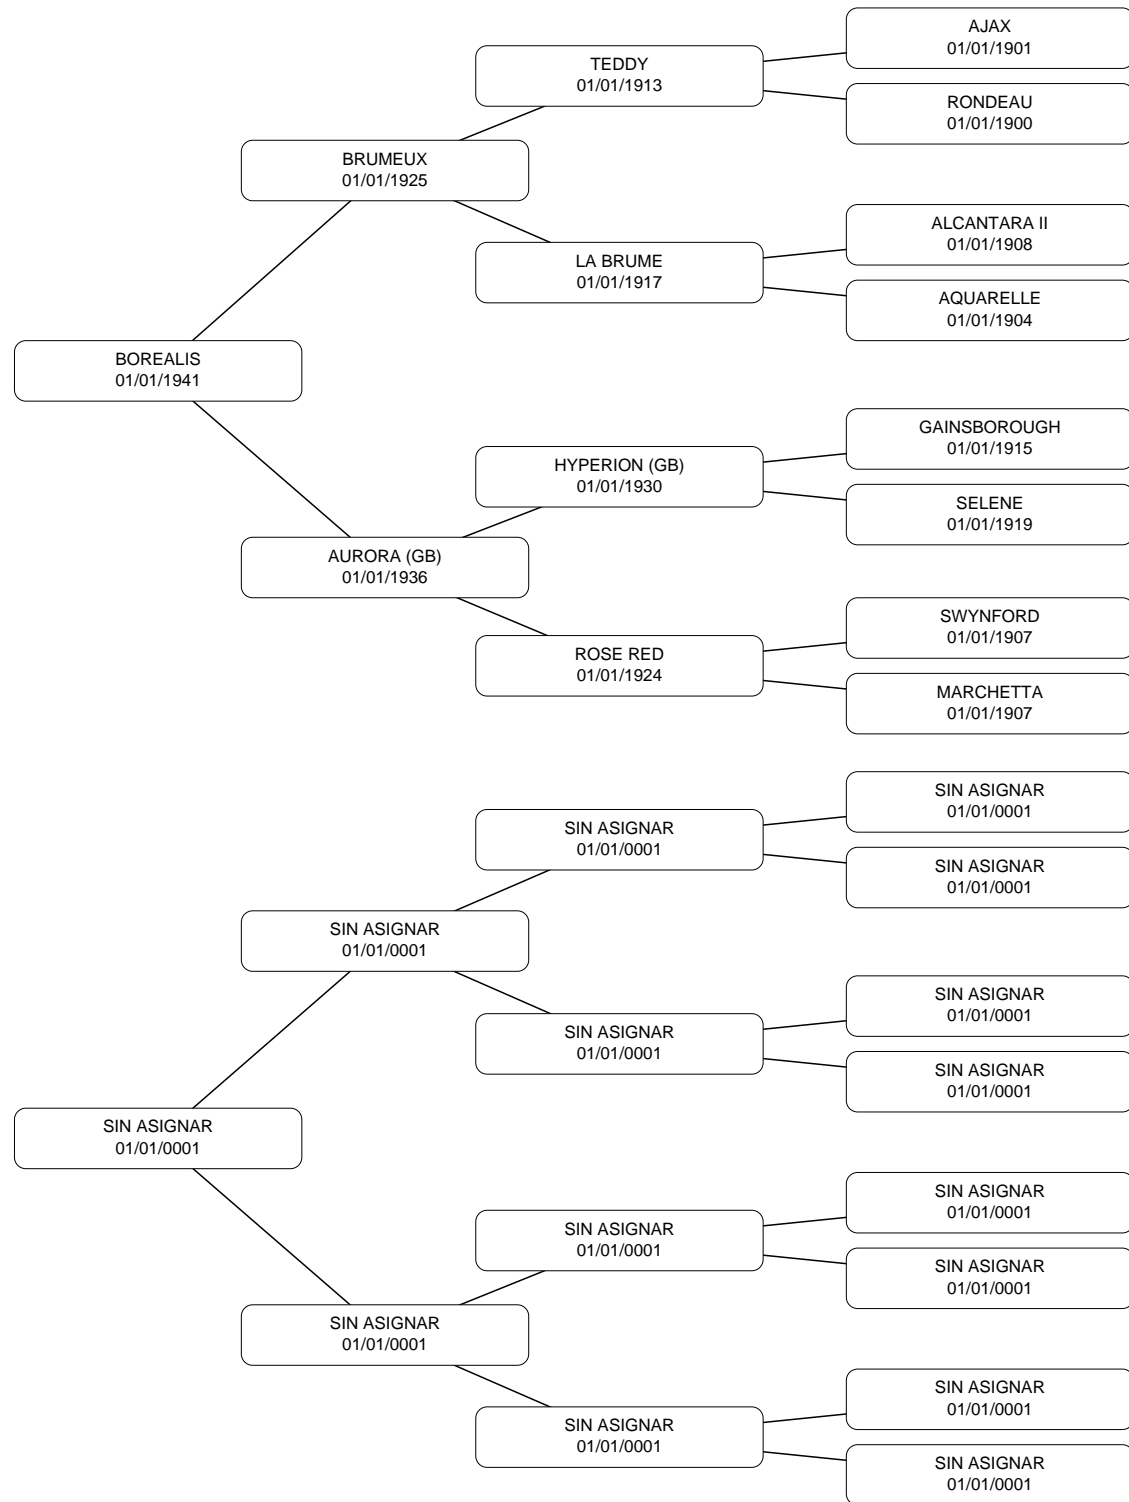 AJAX
01/01/1901
TEDDY
01/01/1913
RONDEAU
01/01/1900
BRUMEUX
01/01/1925
ALCANTARA II
01/01/1908
LA BRUME
01/01/1917
AQUARELLE
01/01/1904
BOREALIS
01/01/1941
GAINSBOROUGH
01/01/1915
HYPERION (GB)
01/01/1930
SELENE
01/01/1919
AURORA (GB)
01/01/1936
SWYNFORD
01/01/1907
ROSE RED
01/01/1924
MARCHETTA
01/01/1907
SIN ASIGNAR
01/01/0001
SIN ASIGNAR
01/01/0001
SIN ASIGNAR
01/01/0001
SIN ASIGNAR
01/01/0001
SIN ASIGNAR
01/01/0001
SIN ASIGNAR
01/01/0001
SIN ASIGNAR
01/01/0001
SIN ASIGNAR
01/01/0001
SIN ASIGNAR
01/01/0001
SIN ASIGNAR
01/01/0001
SIN ASIGNAR
01/01/0001
SIN ASIGNAR
01/01/0001
SIN ASIGNAR
01/01/0001
SIN ASIGNAR
01/01/0001
SIN ASIGNAR
01/01/0001